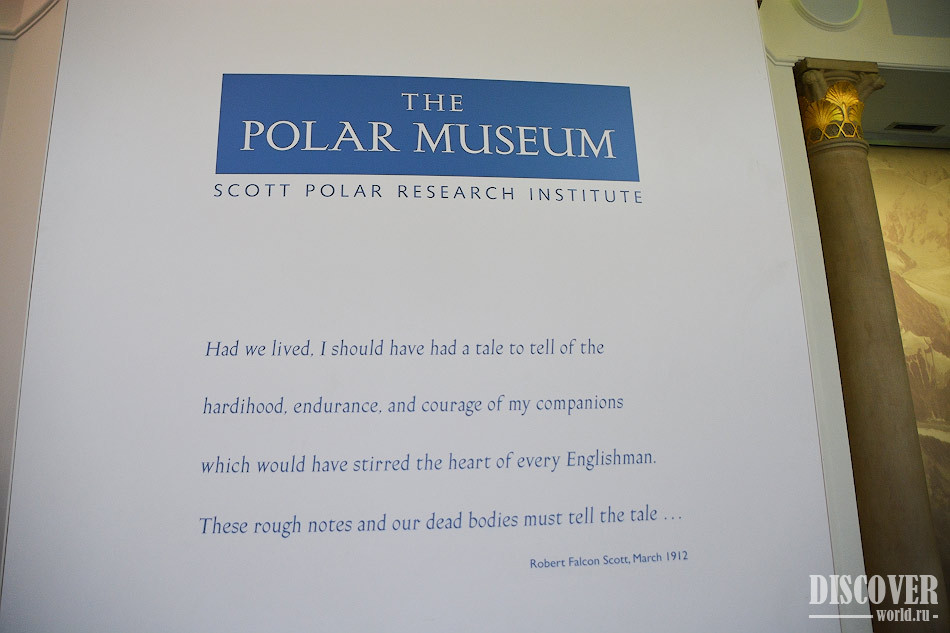 THE
POLAR MUSEUM
SCOTT POLAR RESEARCH INSTITUTE
Had we lived, I should have had a tale to tell of the
hardihood, endurance, and courage of my companions
which would have stirred the heart of every Englishman.
These rough notes and our dead bodies must tell the tale ...
Robert Falcon Scott, March 1912
DISCOVER
world.ru